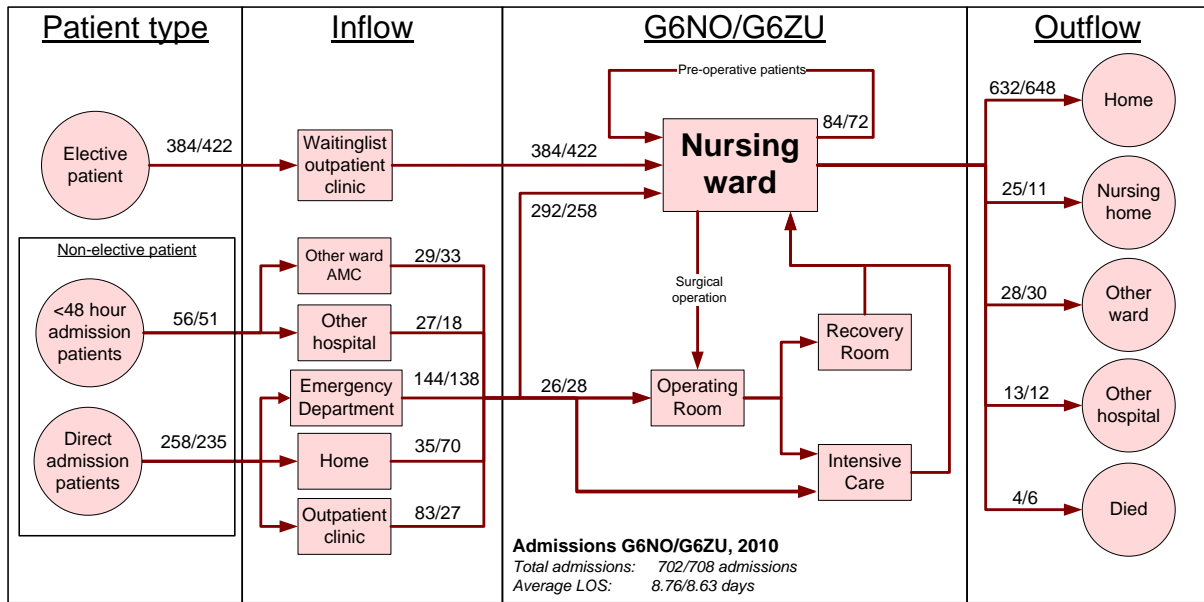 Patient type
Inflow
G6NO/G6ZU
Outflow
Elective
patient
384/422
Waitinglist
outpatient
clinic
384/422
292/258
Pre-operative patients
84/72
Nursing
ward
632/648
Home
25/11
Nursing
home
28/30
Other
ward
13/12
Other
hospital
4/6
Died
Non-elective patient
<48 hour
admission
patients
56/51
Direct
admission
patients
258/235
Other ward
AMC
29/33
Other
hospital
27/18
Emergency
Department
144/138
Home
35/70
Outpatient
clinic
83/27
26/28
Surgical
operation
Operating
Room
Recovery
Room
Intensive
Care
Admissions G6NO/G6ZU, 2010
Total admissions: 702/708 admissions
Average LOS: 8.76/8.63 days